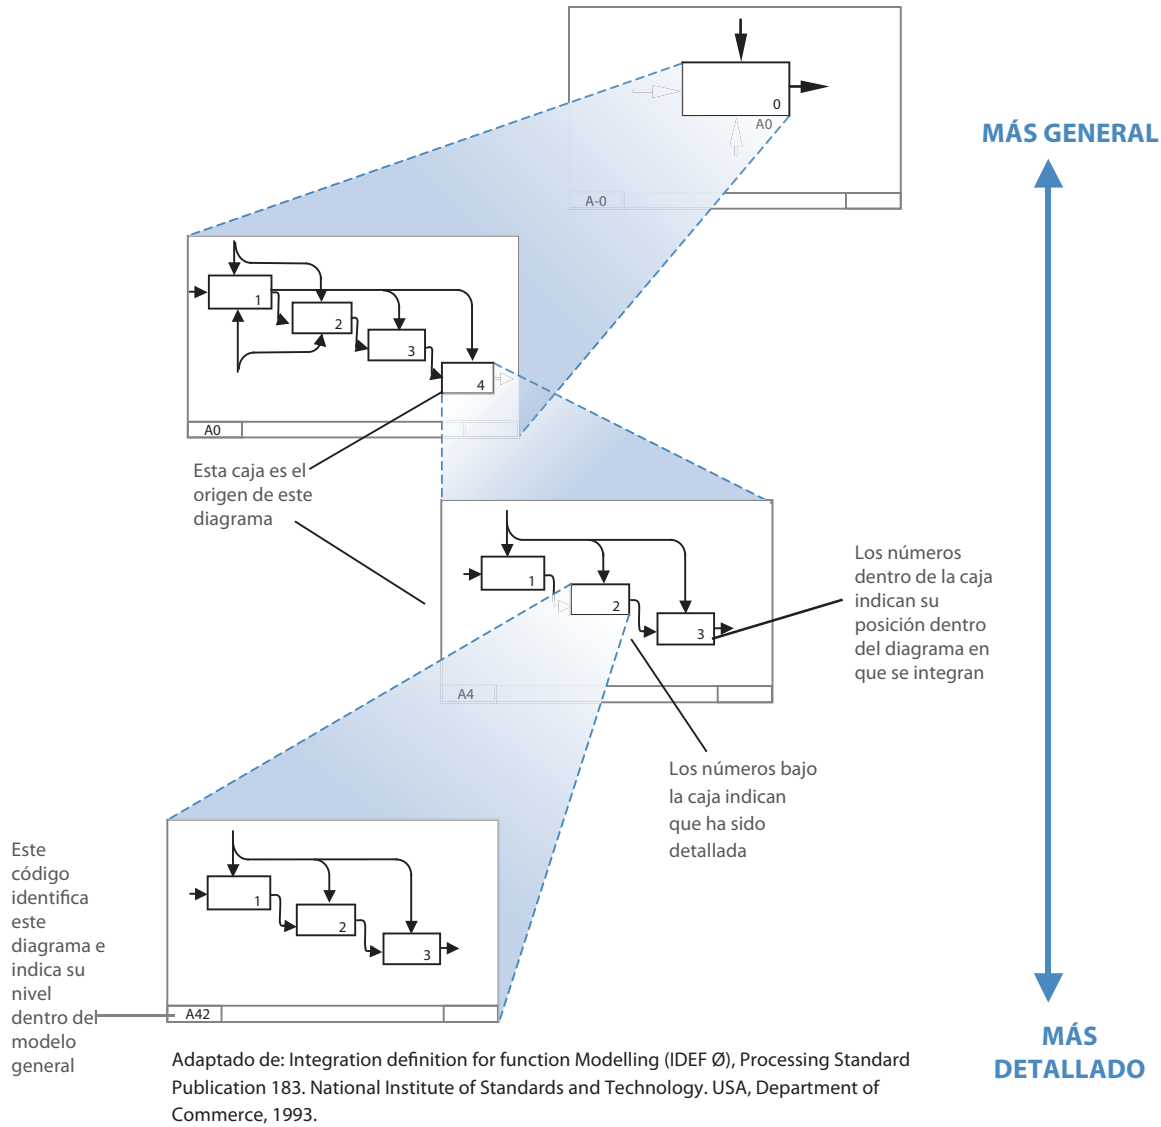 0
A0
A-0
MÁS GENERAL
1
2
3
4
A0
Esta caja es el
origen de este
diagrama
1
2
3
A4
Los números
dentro de la caja
indican su
posición dentro
del diagrama en
que se integran
Los números bajo
la caja indican
que ha sido
detallada
Este
código
identifica
este
diagrama e
indica su
nivel
dentro del
modelo
general
1
2
3
A42
MÁS
DETALLADO
Adaptado de: Integration definition for function Modelling (IDEF Ø), Processing Standard
Publication 183. National Institute of Standards and Technology. USA, Department of
Commerce, 1993.